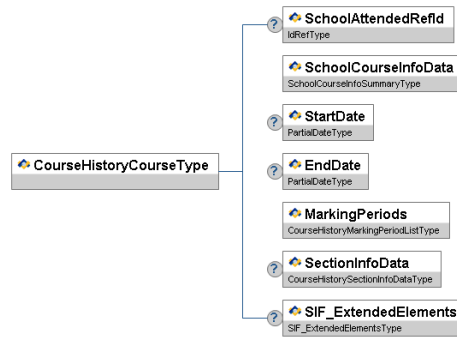 ?
SchoolAttendedRefId
IdRefType
SchoolCourseInfoData
SchoolCourseInfoSummaryType
?
StartDate
PartialDateType
CourseHistoryCourseType
?
EndDate
PartialDateType
MarkingPeriods
CourseHistoryMarkingPeriodListType
?
SectionInfoData
CourseHistorySectionInfoDataType
?
SIF_ExtendedElements
SIF_ExtendedElementsType